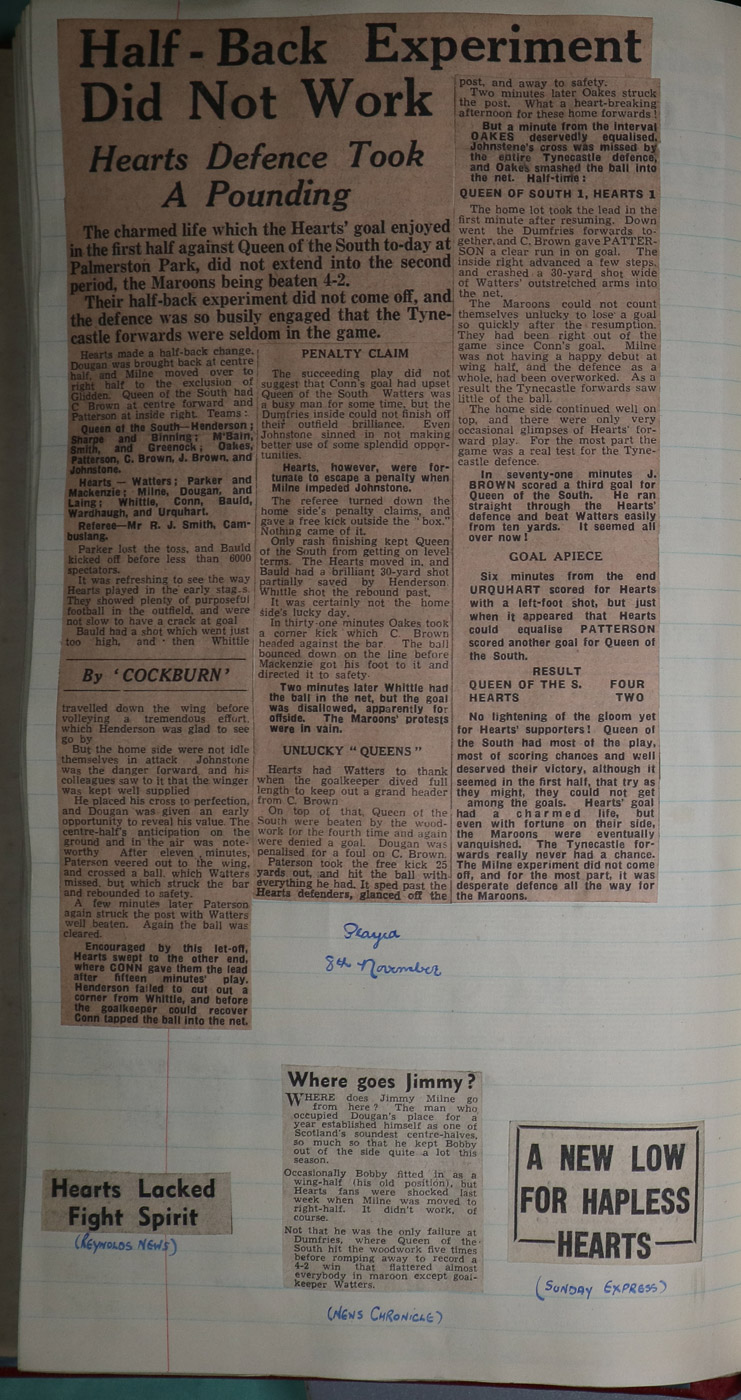 Half - Back Experiment
Did Not Work
Hearts Defence Took
A Pounding
The charmed life which the Hearts' goal enjoyed
in the first half against Queen of the South to-day at
Palmerston Park, did not extend into the second
period, the Maroons being beaten 4-2.
Their half-back experiment did not come off, and
the defence was so busily engaged that the Tyne-
castle forwards were seldom in the game.
Hearts made a half-back change.
Dougan was brought back at centre
half, and Milne moved over to
right half to the exclusion of
Glidden. Queen of the South had
C Brown at centre forward and
Patterson at inside right. Teams:
Queen of the South—Henderson;
Sharpe and Binning; M'Bain,
Smith, and Greenock; Oakes,
Patterson, C. Brown, J. Brown, and
Johnstone.
Hearts — Watters; Parker and
Mackenzie; Milne, Dougan, and
Laing; Whittle, Conn, Bauld,
Wardhaugh, and Urquhart.
Referee—Mr R. J. Smith, Cam-
buslang.
Parker lost the toss, and Bauld
kicked off before less than 6000
spectators.
It was refreshing to see the way
Hearts played in the early stag.s.
They showed plenty of purposeful
football in the outfield, and were
not slow to have a crack at goal
Bauld had a shot which went just
too high, and then Whittle
By 'COCKBURN'
travelled down the wing before
volleying a tremendous effort,
which Henderson was glad to see
go by
But the home side were not idle
themselves in attack Johnstone
was the danger forward, and his
colleagues saw to it that the winger
was kept well supplied
He placed his cross to perfection,
and Dougan was given an early
opportunity to reveal his value The
centre-half's anticipation on the
ground and in the air was note-
worthy After eleven minutes,
Paterson veered out to the wing,
and crossed a ball, which Watters
missed, but which struck the bar
and rebounded to safety.
A few minutes later Paterson
again struck the post with Watters
well beaten. Again the ball was
cleared.
Encouraged by this let-off,
Hearts swept to the other end,
where CONN gave them the lead
after fifteen minutes' play.
Henderson failed to cut out a
corner from Whittle, and before
the goalkeeper could recover
Conn tapped the ball into the net.
PENALTY CLAIM
The succeeding play did not
suggest that Conn's goal had upset
Queen of the South Watters was
a busy man for some time, but the
Dumfries inside could not finish off
their outfield brilliance. Even
Johnstone sinned in not making
better use of some splendid oppor-
tunities.
Hearts, however, were for-
tunate to escape a penalty when
Milne impeded Johnstone.
The referee turned down the
home side's penalty claims, and
gave a free kick outside the "box."
Nothing came of it.
Only rash finishing kept Queen
of the South from getting on level
terms. The Hearts moved in, and
Bauld had a brilliant 30-yard shot
partially saved by Henderson
Whittle shot the rebound past.
It was certainly not the home
side's lucky day.
In thirty-one minutes Oakes took
a corner kick which C. Brown
headed against the bar The ball
bounced down on the line before
Mackenzie got his foot to it and
directed it to safety
Two minutes later Whittle had
the ball in the net, but the goal
was disallowed, apparently for
offside. The Maroons' protests
were in vain.
UNLUCKY "QUEENS"
Hearts had Watters to thank
when the goalkeeper dived full
length to keep out a grand header
from C. Brown
On top of that, Queen of the
South were beaten by the wood-
work for the fourth time and again
were denied a goal. Dougan was
penalised for a foul on C. Brown.
Paterson took the free kick 25
yards out, and hit the ball with
everything he had. It sped past the
Hearts defenders, glanced off the
post, and away to safety.
Two minutes later Oakes struck
the post. What a heart-breaking
afternoon for these home forwards!
But a minute from the interval
OAKES deservedly equalised.
Johnstene's cross was missed by
the entire Tynecastle defence,
and Oakes smashed the ball into
the net. Half-time:
QUEEN OF SOUTH 1, HEARTS 1
The home lot took the lead in the
first minute after resuming. Down
went the Dumfries forwards to-
gether, and C. Brown gave PATTER-
SON a clear run in on goal. The
inside right advanced a few steps,
and crashed a 30-yard shot wide
of Watters' outstretched arms into
the net.
The Maroons could not count
themselves unlucky to lose a goal
so quickly after the resumption.
They had been right out of the
game since Conn's goal. Milne
was not having a happy debut at
wing half, and the defence as a
whole, had been overworked. As a
result the Tynecastle forwards saw
little of the ball.
The home side continued well on
top, and there were only very
occasional glimpses of Hearts' for-
ward play. For the most part the
game was a real test for the Tyne-
castle defence.
In seventy-one minutes J.
BROWN scored a third goal for
Queen of the South. He ran
straight through the Hearts'
defence and beat Watters easily
from ten yards. It seemed all
over now!
GOAL APIECE
Six minutes from the end
URQUHART scored for Hearts
with a left-foot shot, but just
when it appeared that Hearts
could equalise PATTERSON
scored another goal for Queen of
the South.
RESULT
QUEEN OF THE S. FOUR
HEARTS TWO
No lightening of the gloom yet
for Hearts' supporters! Queen of
the South had most of the play,
most of scoring chances and well
deserved their victory, although it
seemed in the first half, that try as
they might, they could not get
among the goals. Hearts' goal
had a charmed life, but
even with fortune on their side,
the Maroons were eventually
vanquished. The Tynecastle for-
wards really never had a chance.
The Milne experiment did not come
off, and for the most part, it was
desperate defence all the way for
the Maroons.
Played
8th November
Where goes Jimmy?
WHERE does Jimmy Milne go
from here? The man who
occupied Dougan's place for a
year established himself as one of
Scotland's soundest centre-halves,
so much so that he kept Bobby
out of the side quite a lot this
season.
Occasionally Bobby fitted in as a
wing-half (his old position), but
Hearts fans were shocked last
week when Milne was moved to
right-half. It didn't work, of
course.
Not that he was the only failure at
Dumfries, where Queen of the
South hit the woodwork five times
before romping away to record a
4-2 win that flattered almost
everybody in maroon except goal-
keeper Watters.
(NEWS CHRONICLE)
Hearts Lacked
Fight Spirit
(REYNOLDS NEWS)
A NEW LOW
FOR HAPLESS
HEARTS
(SUNDAY EXPRESS)